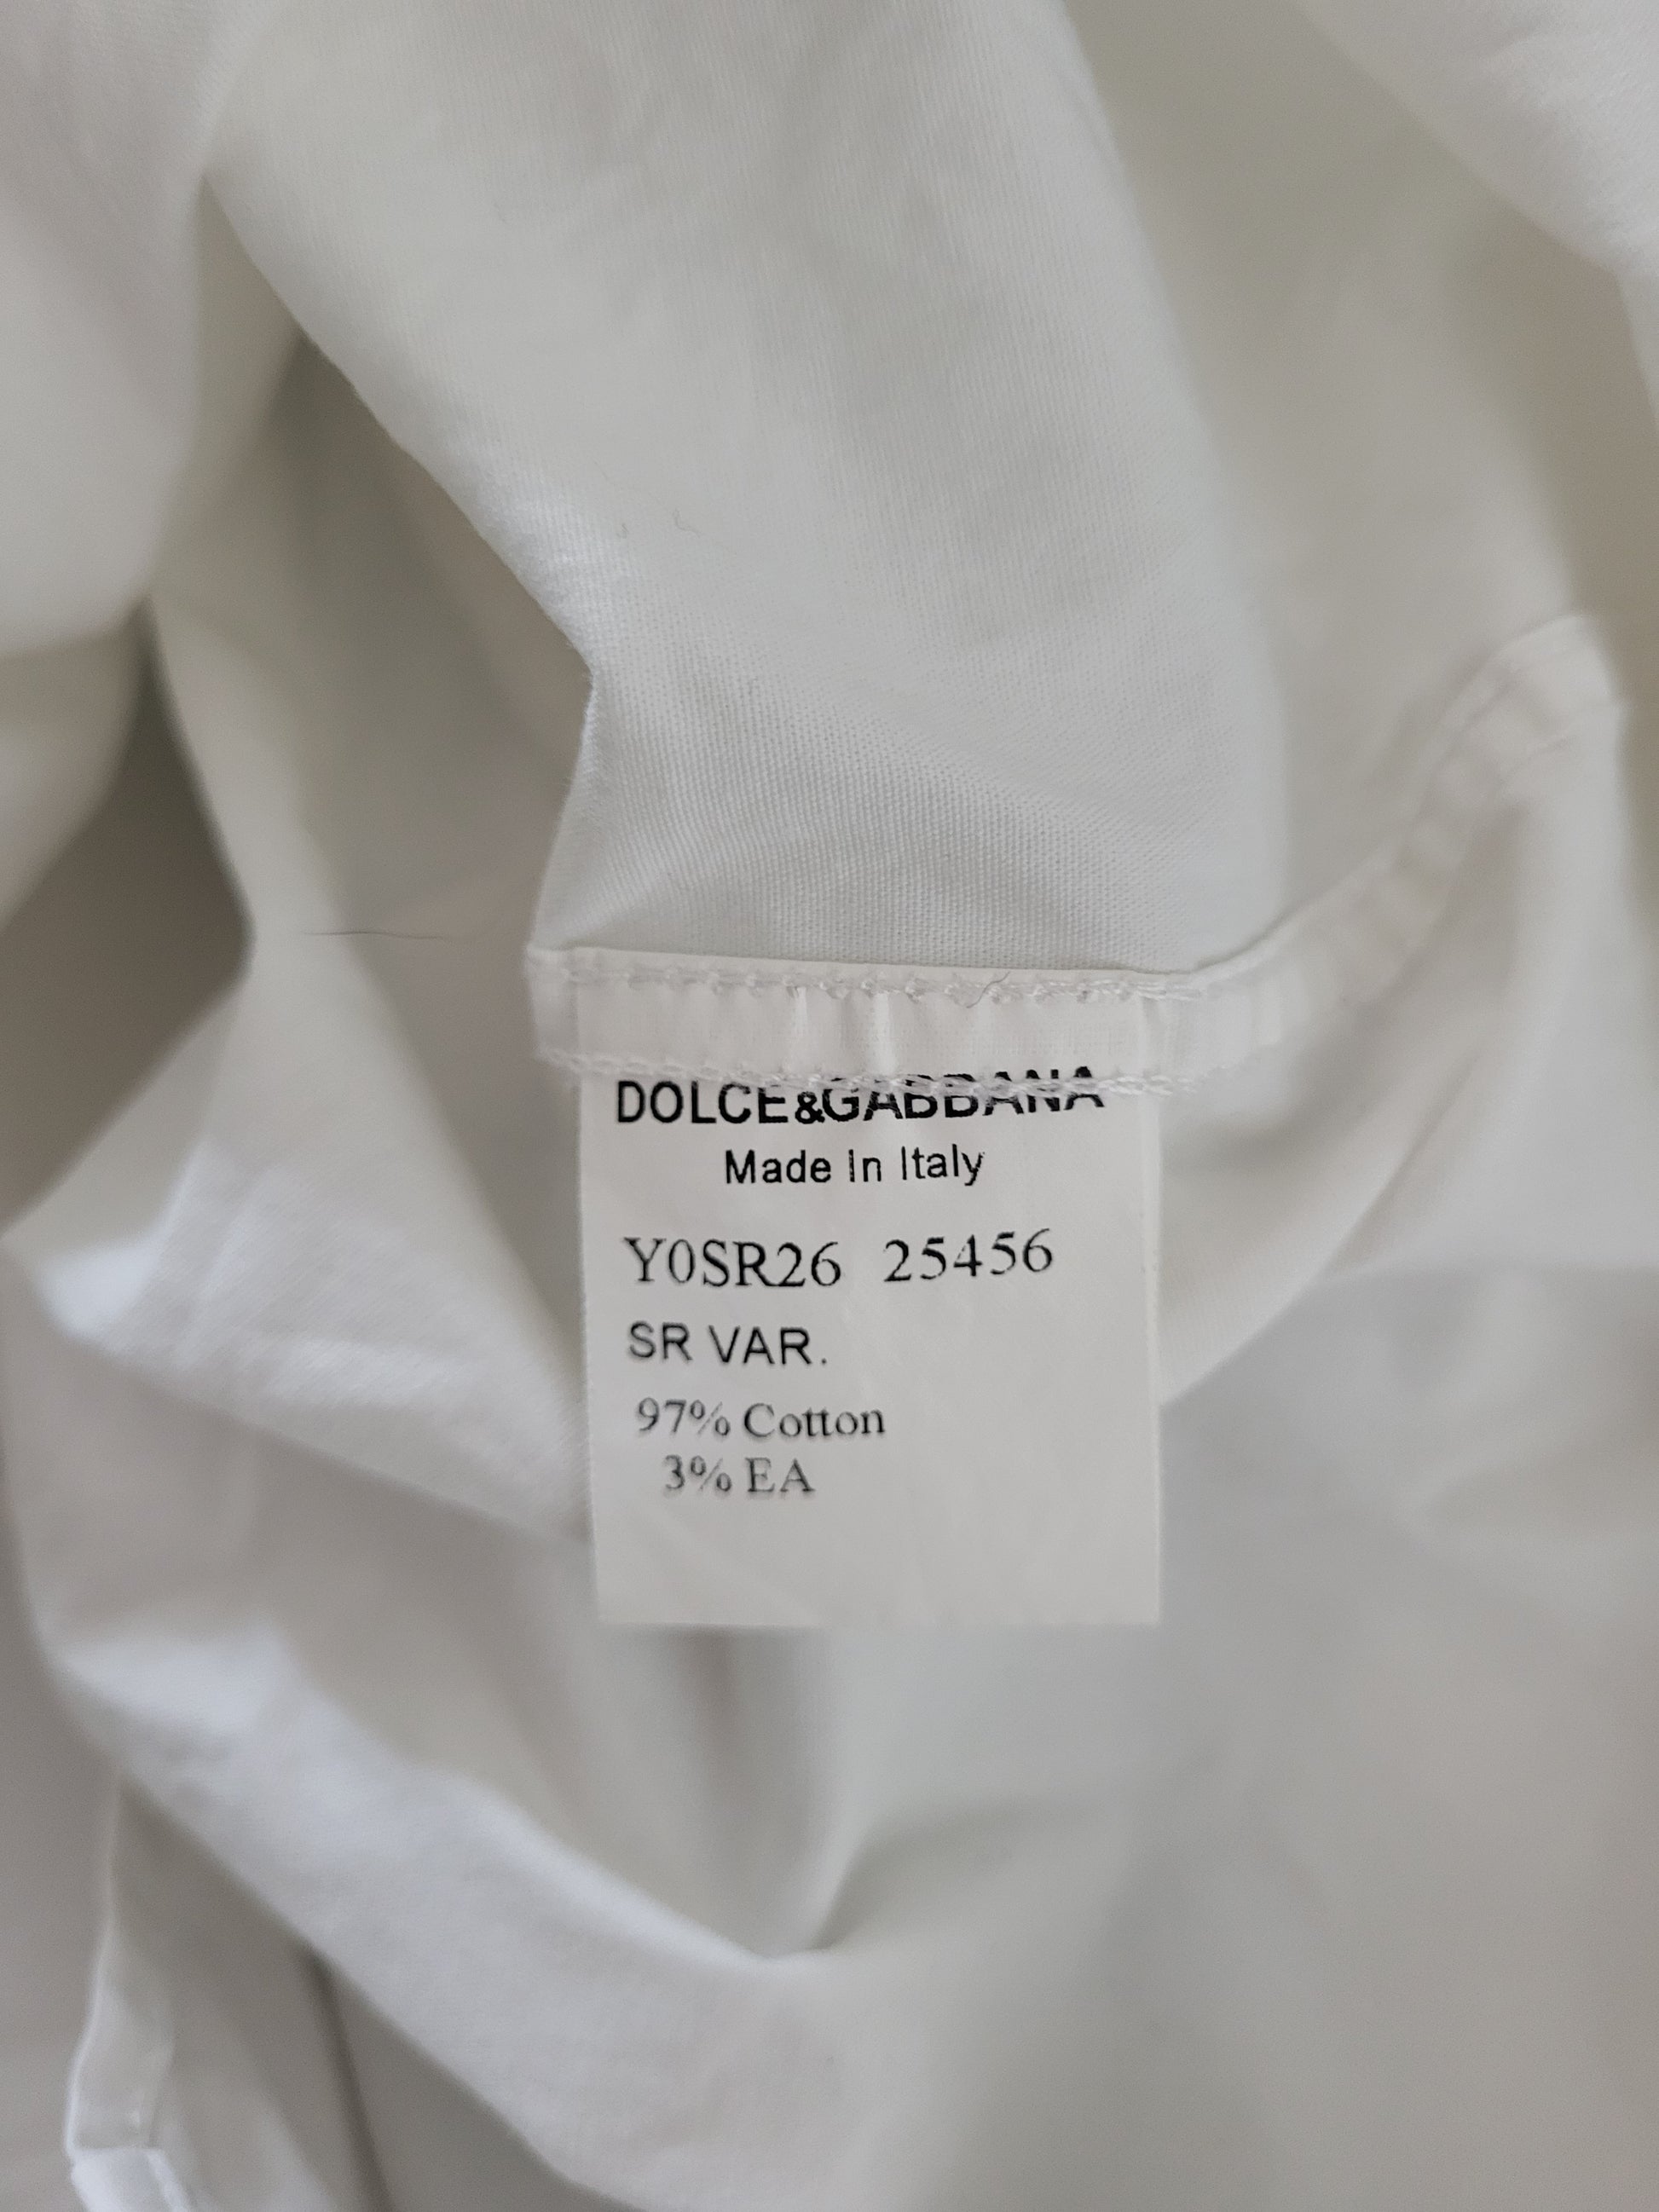 DOLCE&GABBANA
Made In Italy
Y0SR26 25456
SR VAR.
97% Cotton
3% EA